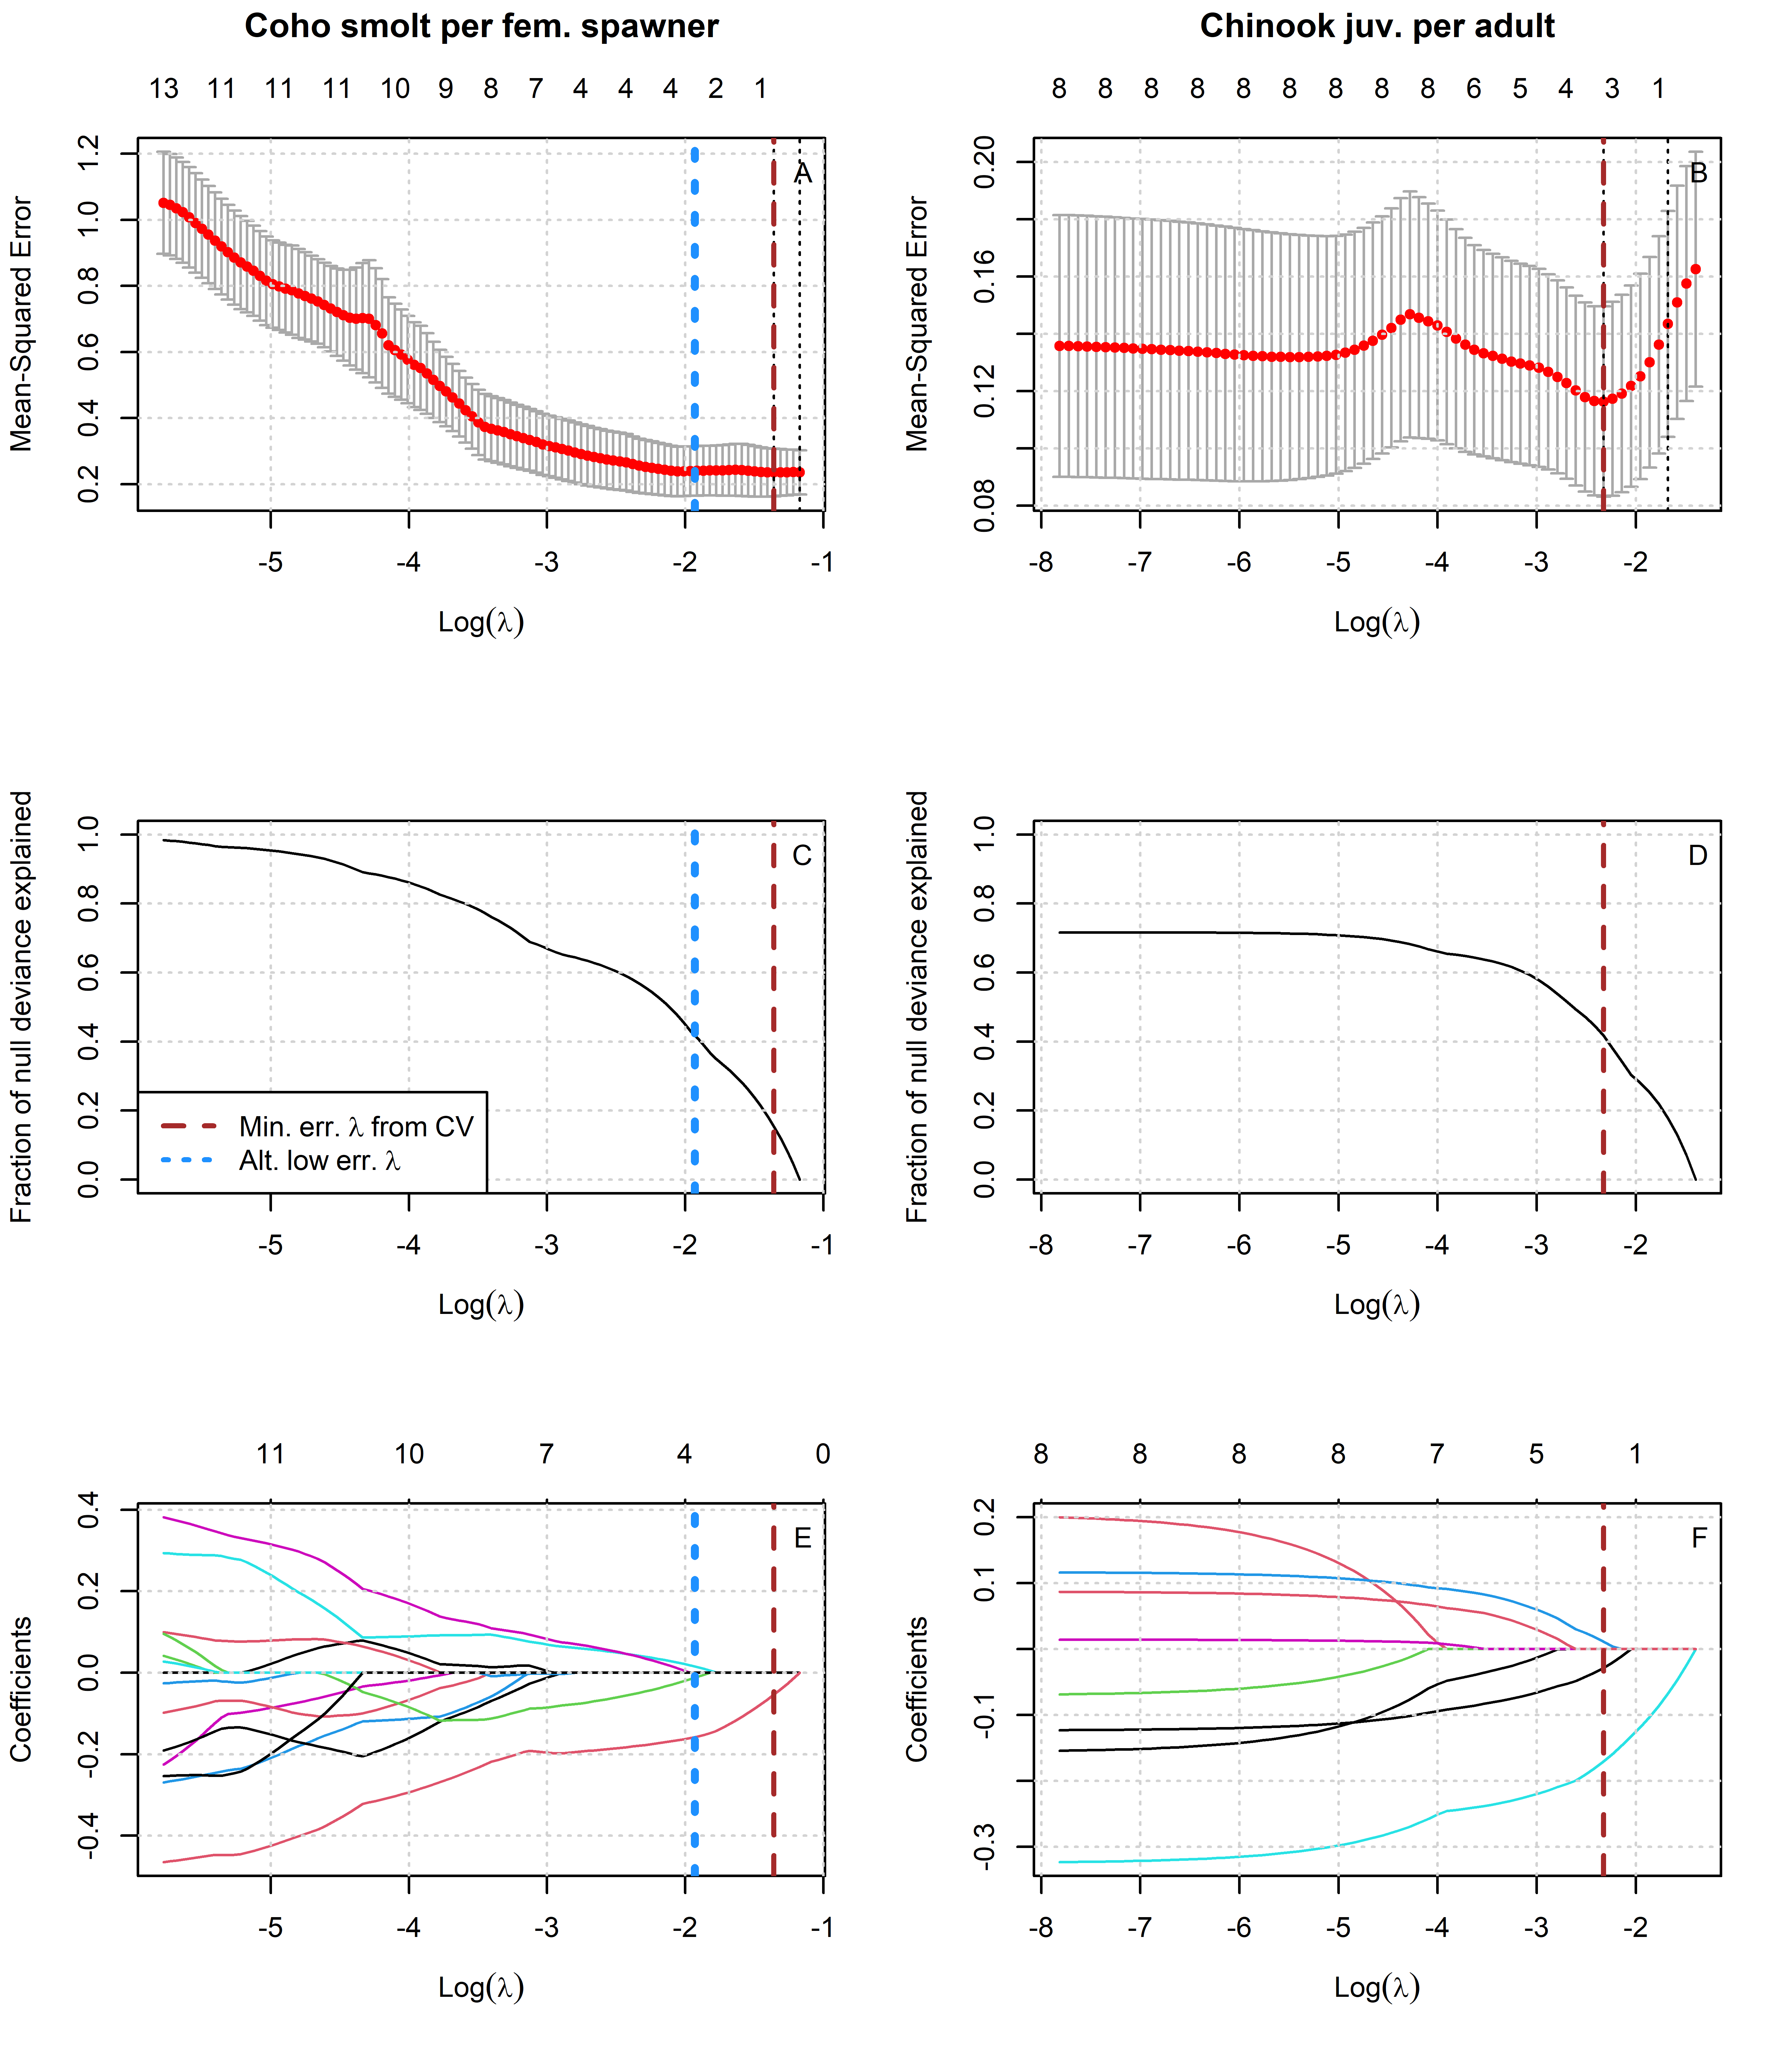 Coho smolt per fem. spawner
Chinook juv. per adult
13 11 11 11 10 9 8 7 4 4 4 2 1
Mean-Squared Error
0.2 0.4 0.6 0.8 1.0 1.2
A
-5 -4 -3 -2 -1
Log(λ)
8 8 8 8 8 8 8 8 8 6 5 4 3 1
Mean-Squared Error
0.08 0.12 0.16 0.20
B
-8 -7 -6 -5 -4 -3 -2
Log(λ)
Fraction of null deviance explained
0.0 0.2 0.4 0.6 0.8 1.0
C
Min. err. λ from CV
Alt. low err. λ
-5 -4 -3 -2 -1
Log(λ)
Fraction of null deviance explained
0.0 0.2 0.4 0.6 0.8 1.0
D
-8 -7 -6 -5 -4 -3 -2
Log(λ)
11 10 7 4 0
Coefficients
-0.4 -0.2 0.0 0.2 0.4
E
-5 -4 -3 -2 -1
Log(λ)
8 8 8 8 7 5 1
Coefficients
-0.3 -0.1 0.1 0.2
F
-8 -7 -6 -5 -4 -3 -2
Log(λ)